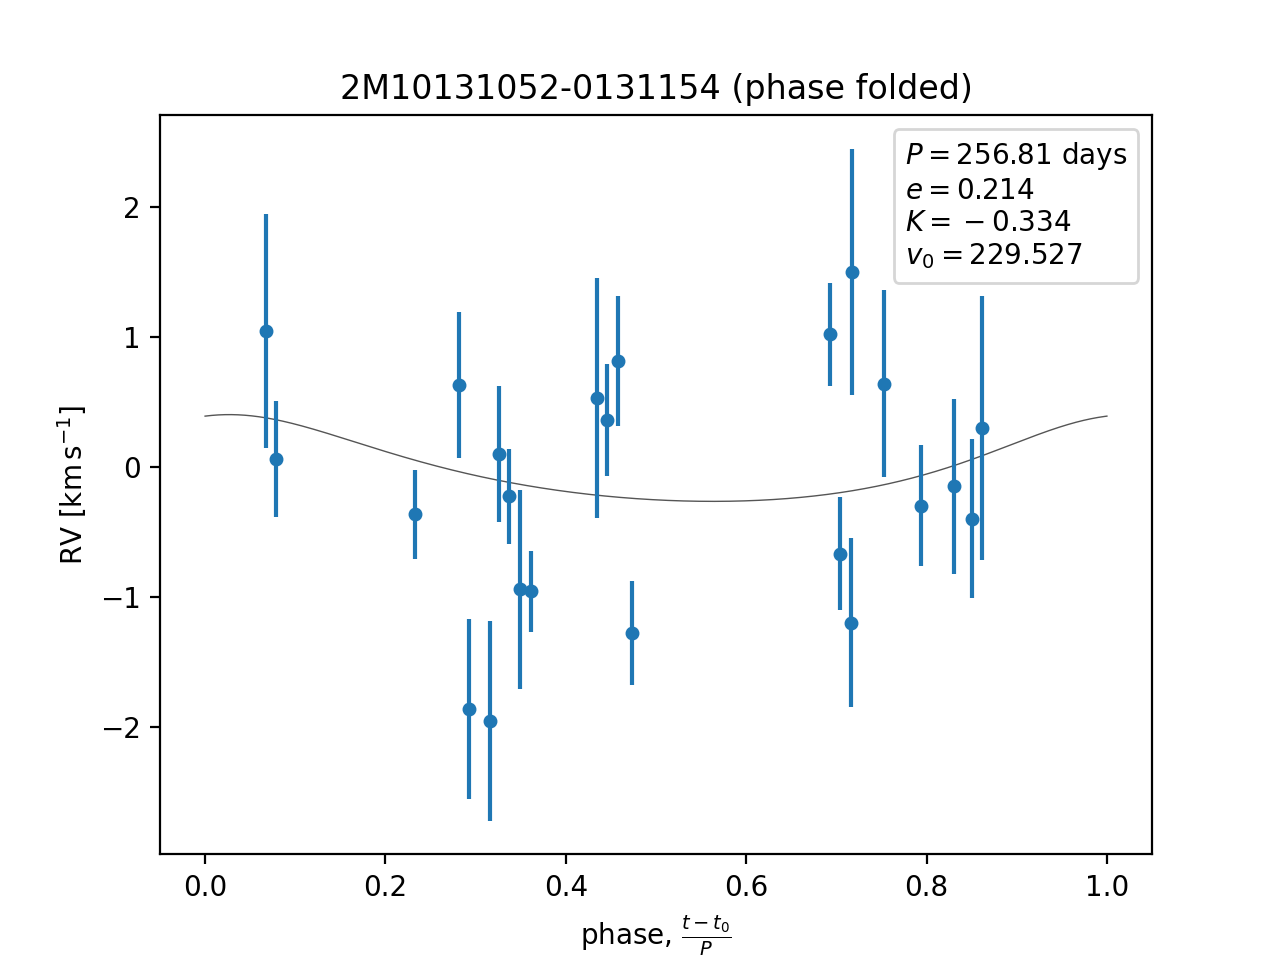 2M10131052-0131154 (phase folded)
P = 256.81 days
e = 0.214
K = −0.334
v₀ = 229.527
2
1
0
−1
−2
RV [km s⁻¹]
0.0 0.2 0.4 0.6 0.8 1.0
phase, (t − t₀)/P